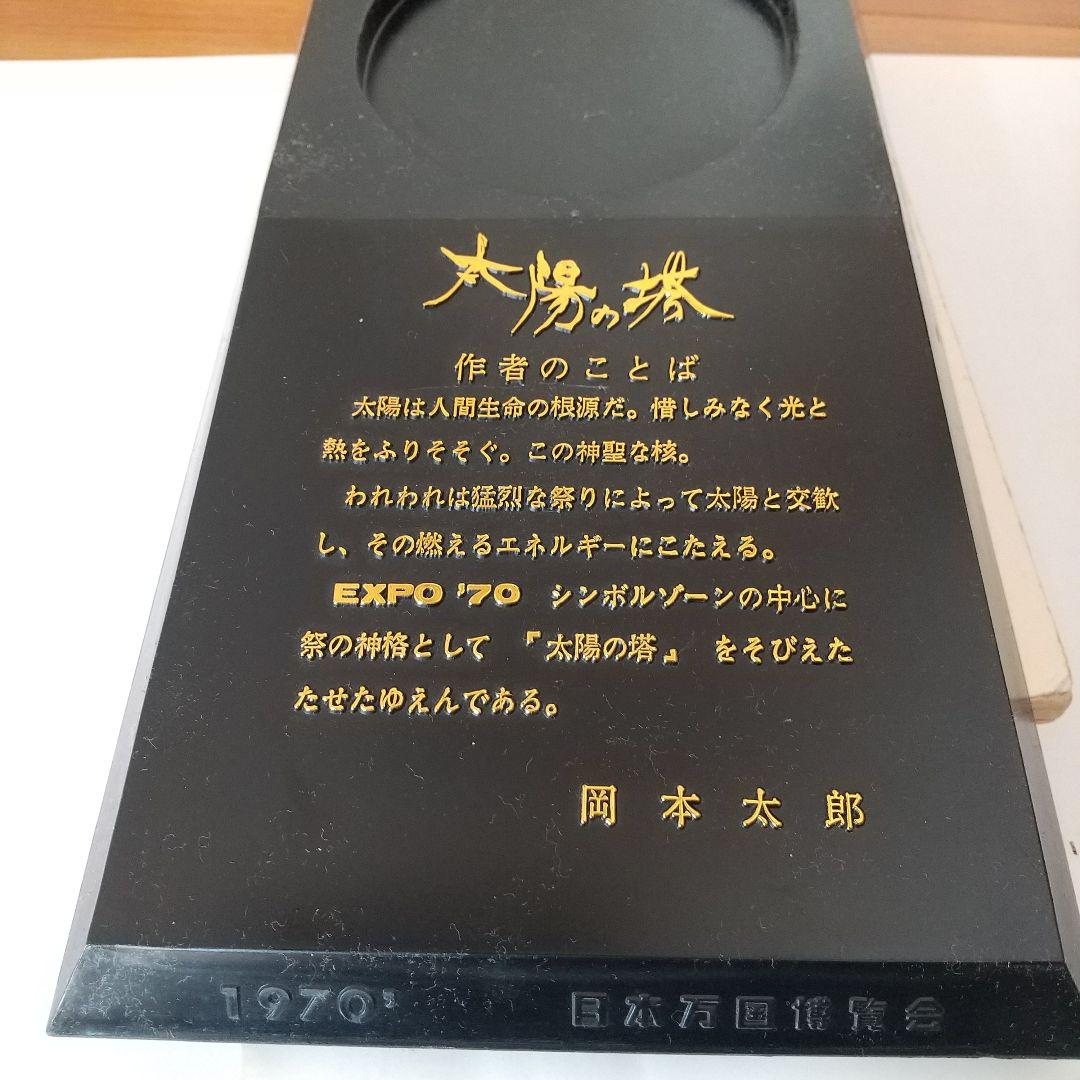 太陽の塔
作者のことば
太陽は人間生命の根源だ。惜しみなく光と
熱をふりそそぐ。この神聖な核。
われわれは猛烈な祭りによって太陽と交歓
し、その燃えるエネルギーにこたえる。
EXPO '70 シンボルゾーンの中心に
祭の神格として 『太陽の塔』 をそびえた
たせたゆえんである。
岡本太郎
1970' 日本万国博覧会